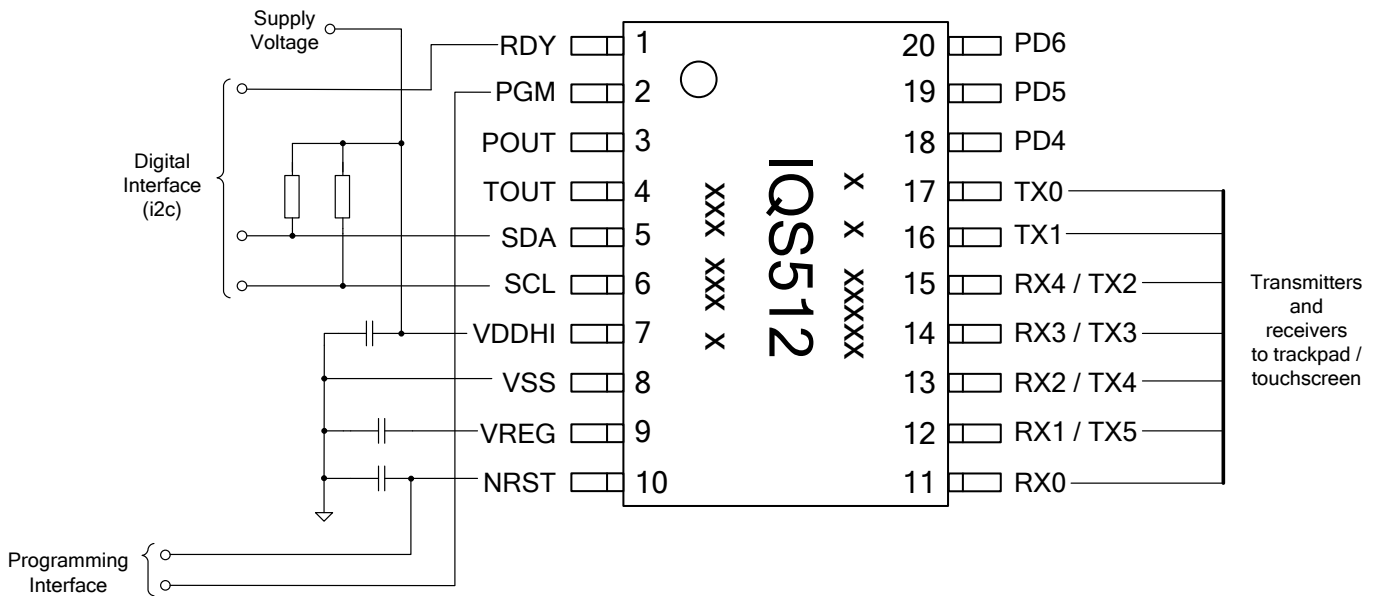 Supply
Voltage
RDY 1
PGM 2
POUT 3
TOUT 4
SDA 5
SCL 6
VDDHI 7
VSS 8
VREG 9
NRST 10
Digital
Interface
(i2c)
Programming
Interface
IQS512
xxx xxx x
x x xxxxx
20 PD6
19 PD5
18 PD4
17 TX0
16 TX1
15 RX4 / TX2
14 RX3 / TX3
13 RX2 / TX4
12 RX1 / TX5
11 RX0
Transmitters
and
receivers
to trackpad /
touchscreen